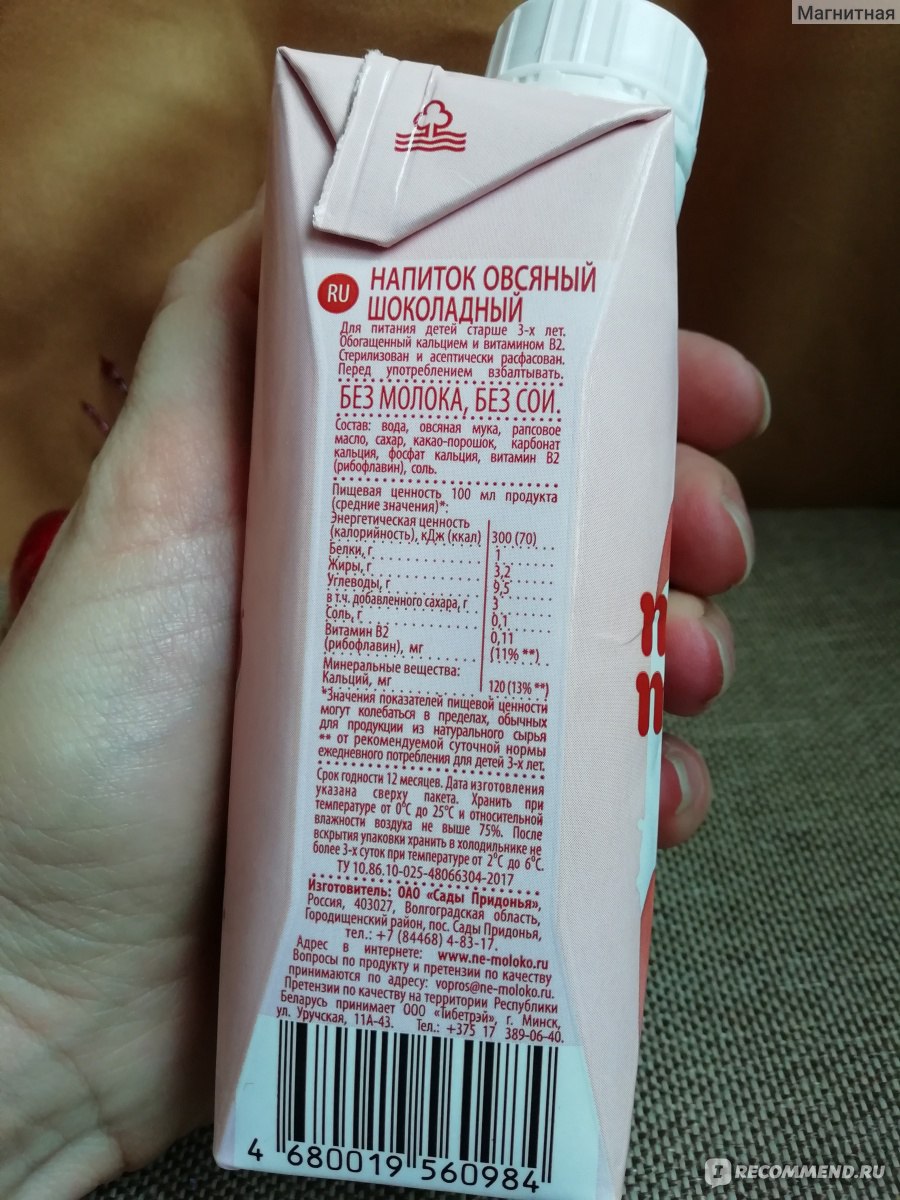 Магнитная
RU
НАПИТОК ОВСЯНЫЙ
ШОКОЛАДНЫЙ
Для питания детей старше 3-х лет.
Обогащенный кальцием и витамином B2.
Стерилизован и асептически расфасован.
Перед употреблением взбалтывать.
БЕЗ МОЛОКА, БЕЗ СОИ.
Состав: вода, овсяная мука, рапсовое
масло, сахар, какао-порошок, карбонат
кальция, фосфат кальция, витамин B2
(рибофлавин), соль.
Пищевая ценность 100 мл продукта
(средние значения)*:
Энергетическая ценность
(калорийность), кДж (ккал) 300 (70)
Белки, г 1
Жиры, г 3,2
Углеводы, г 9,5
в т.ч. добавленного сахара, г 3
Соль, г 0,1
Витамин B2 0,11
(рибофлавин), мг (11% **)
Минеральные вещества:
Кальций, мг 120 (13% **)
*Значения показателей пищевой ценности
могут колебаться в пределах, обычных
для продукции из натурального сырья
** от рекомендуемой суточной нормы
ежедневного потребления для детей 3-х лет.
Срок годности 12 месяцев. Дата изготовления
указана сверху пакета. Хранить при
температуре от 0°C до 25°C и относительной
влажности воздуха не выше 75%. После
вскрытия упаковки хранить в холодильнике не
более 3-х суток при температуре от 2°C до 6°C.
ТУ 10.86.10-025-48066304-2017
Изготовитель: ОАО «Сады Придонья»,
Россия, 403027, Волгоградская область,
Городищенский район, пос. Сады Придонья,
тел.: +7 (84468) 4-83-17.
Адрес в интернете: www.ne-moloko.ru
Вопросы по продукту и претензии по качеству
принимаются по адресу: vopros@ne-moloko.ru.
Претензии по качеству на территории Республики
Беларусь принимает ООО «Тибетрэй», г. Минск,
ул. Уручская, 11А-43. Тел.: +375 17 389-06-40.
4 680019 560984
RECOMMEND.RU